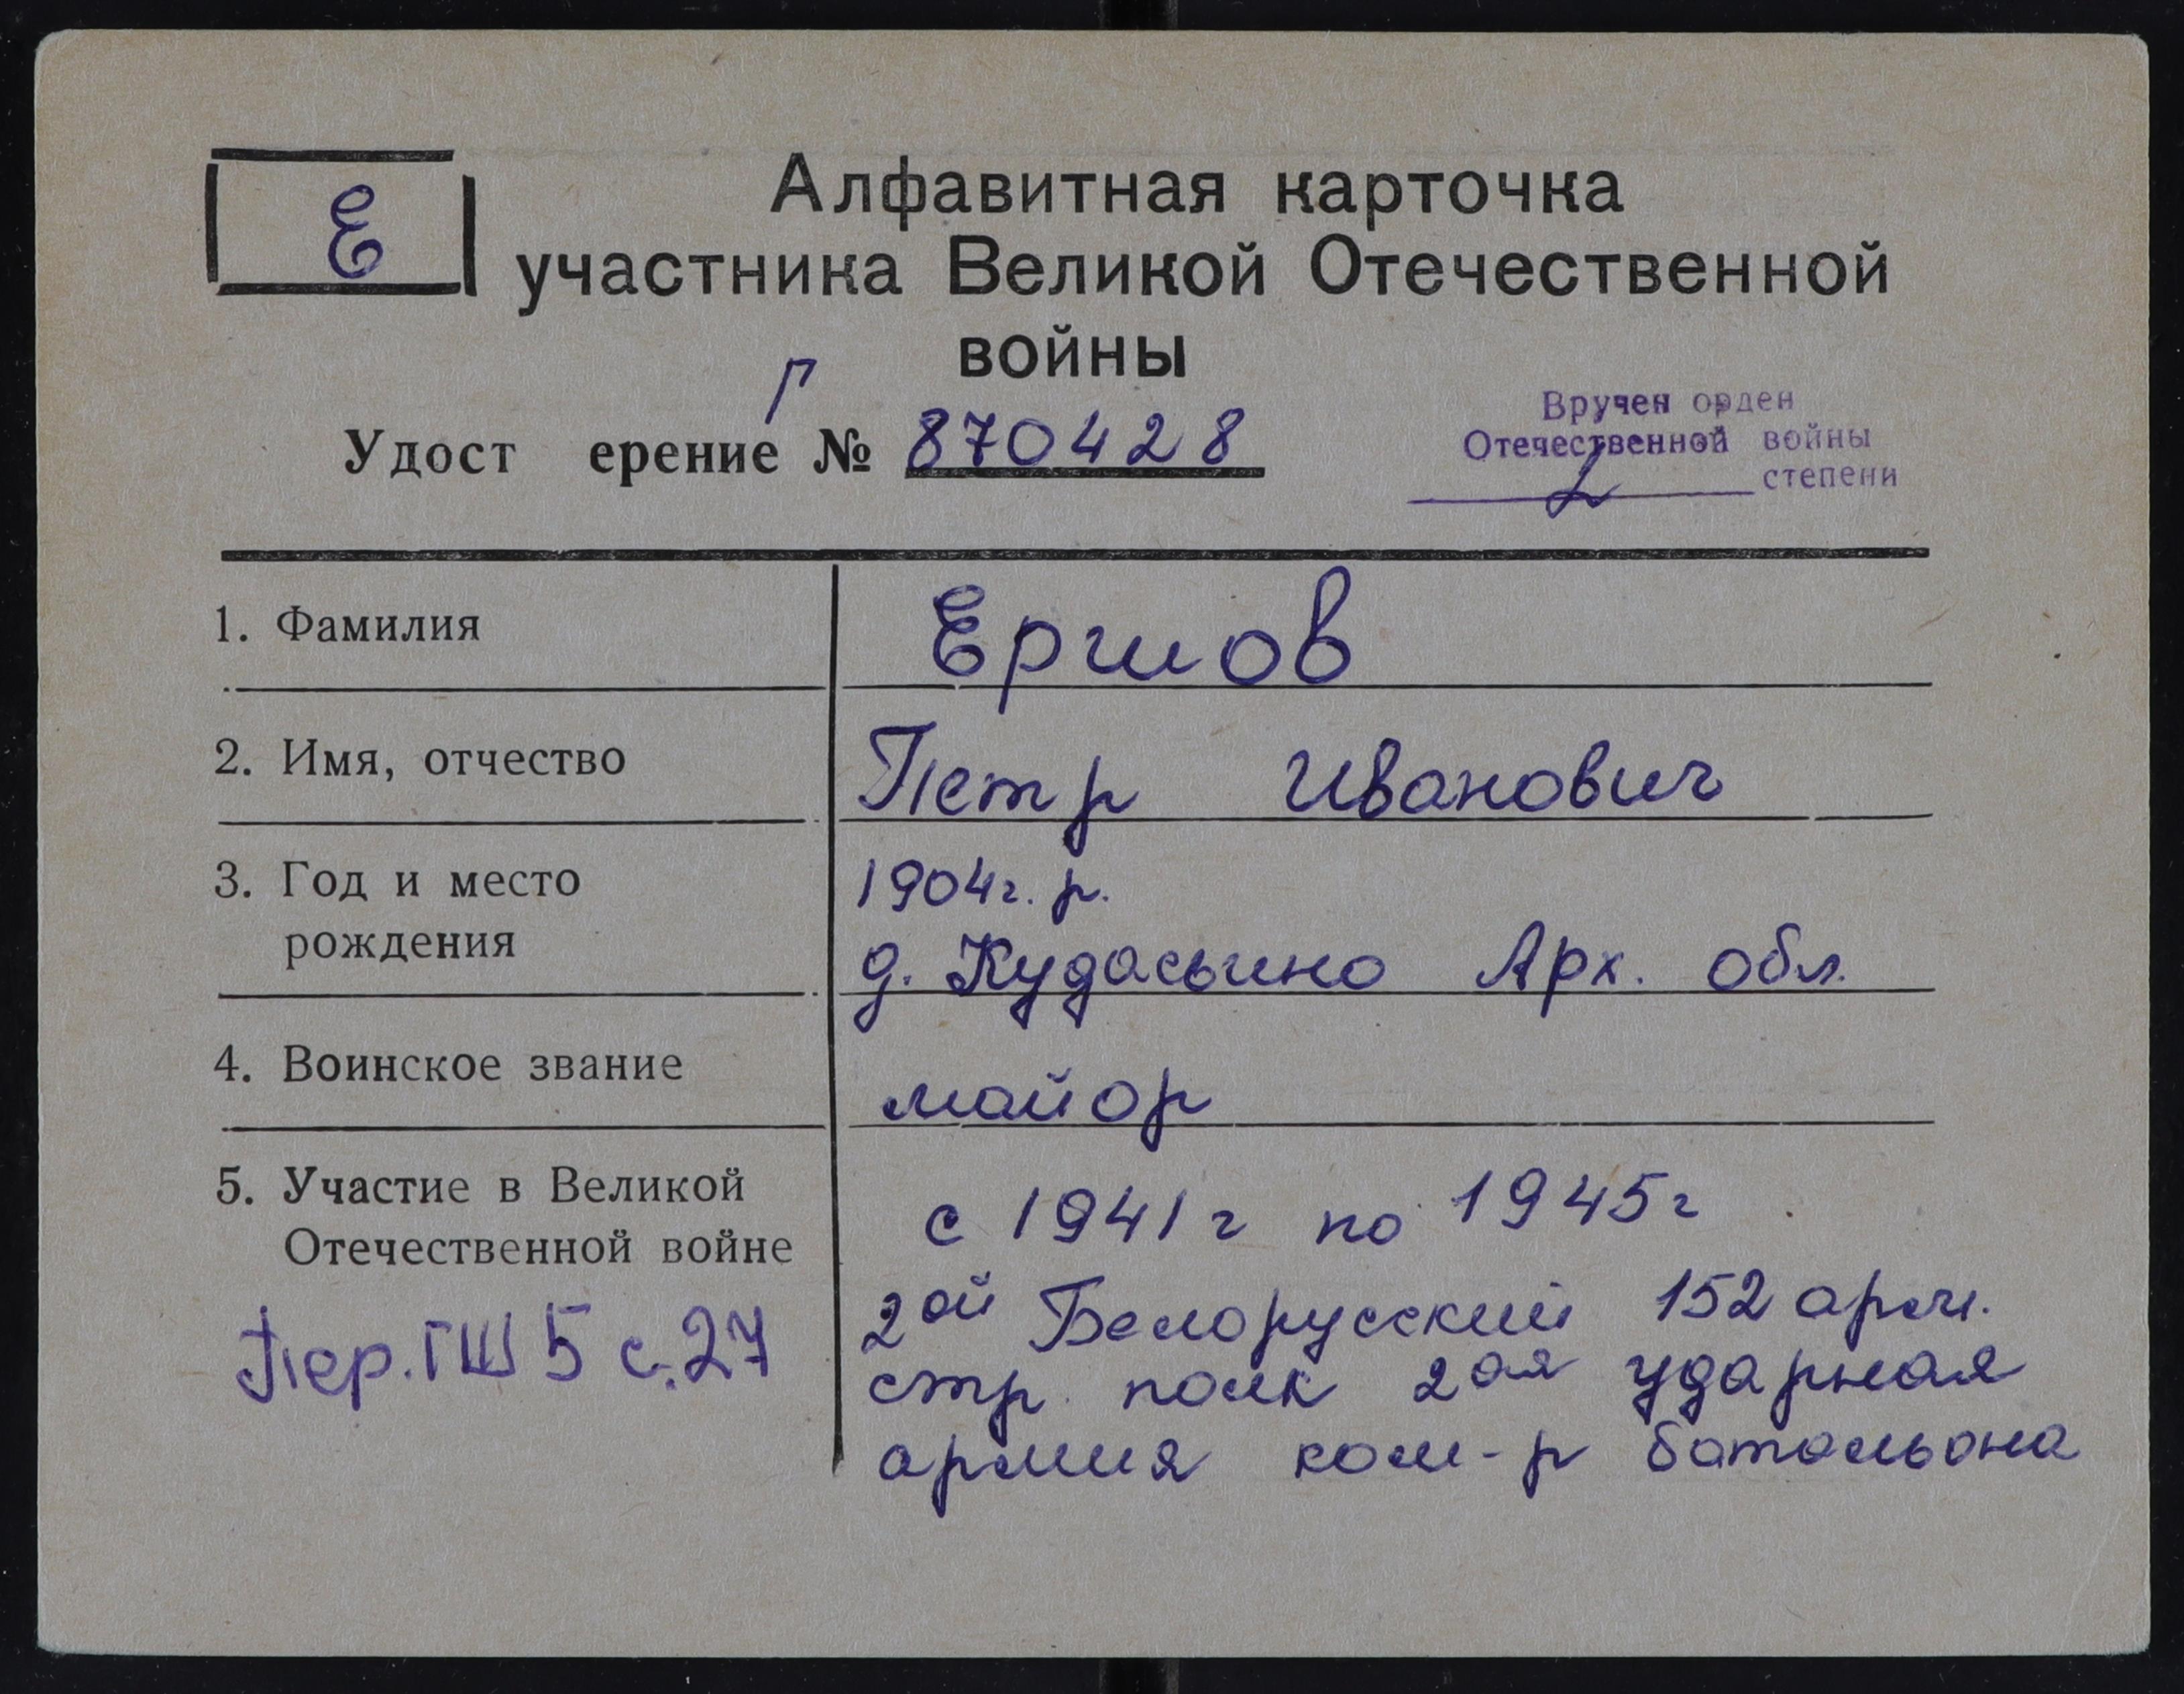 Е
Алфавитная карточка
участника Великой Отечественной
войны
Г
Удост ерение № 870428
Вручен орден
Отечественной войны
степени
1. Фамилия
Ершов
2. Имя, отчество
Петр Иванович
3. Год и место
рождения
1904г. р.
д. Кудасьино Арх. обл.
4. Воинское звание
майор
5. Участие в Великой
Отечественной войне
Пер. ГШ 5 с. 27
с 1941г по 1945г
2ой Белорусский 152 арм.
стр. полк 2ая ударная
армия ком-р батальона